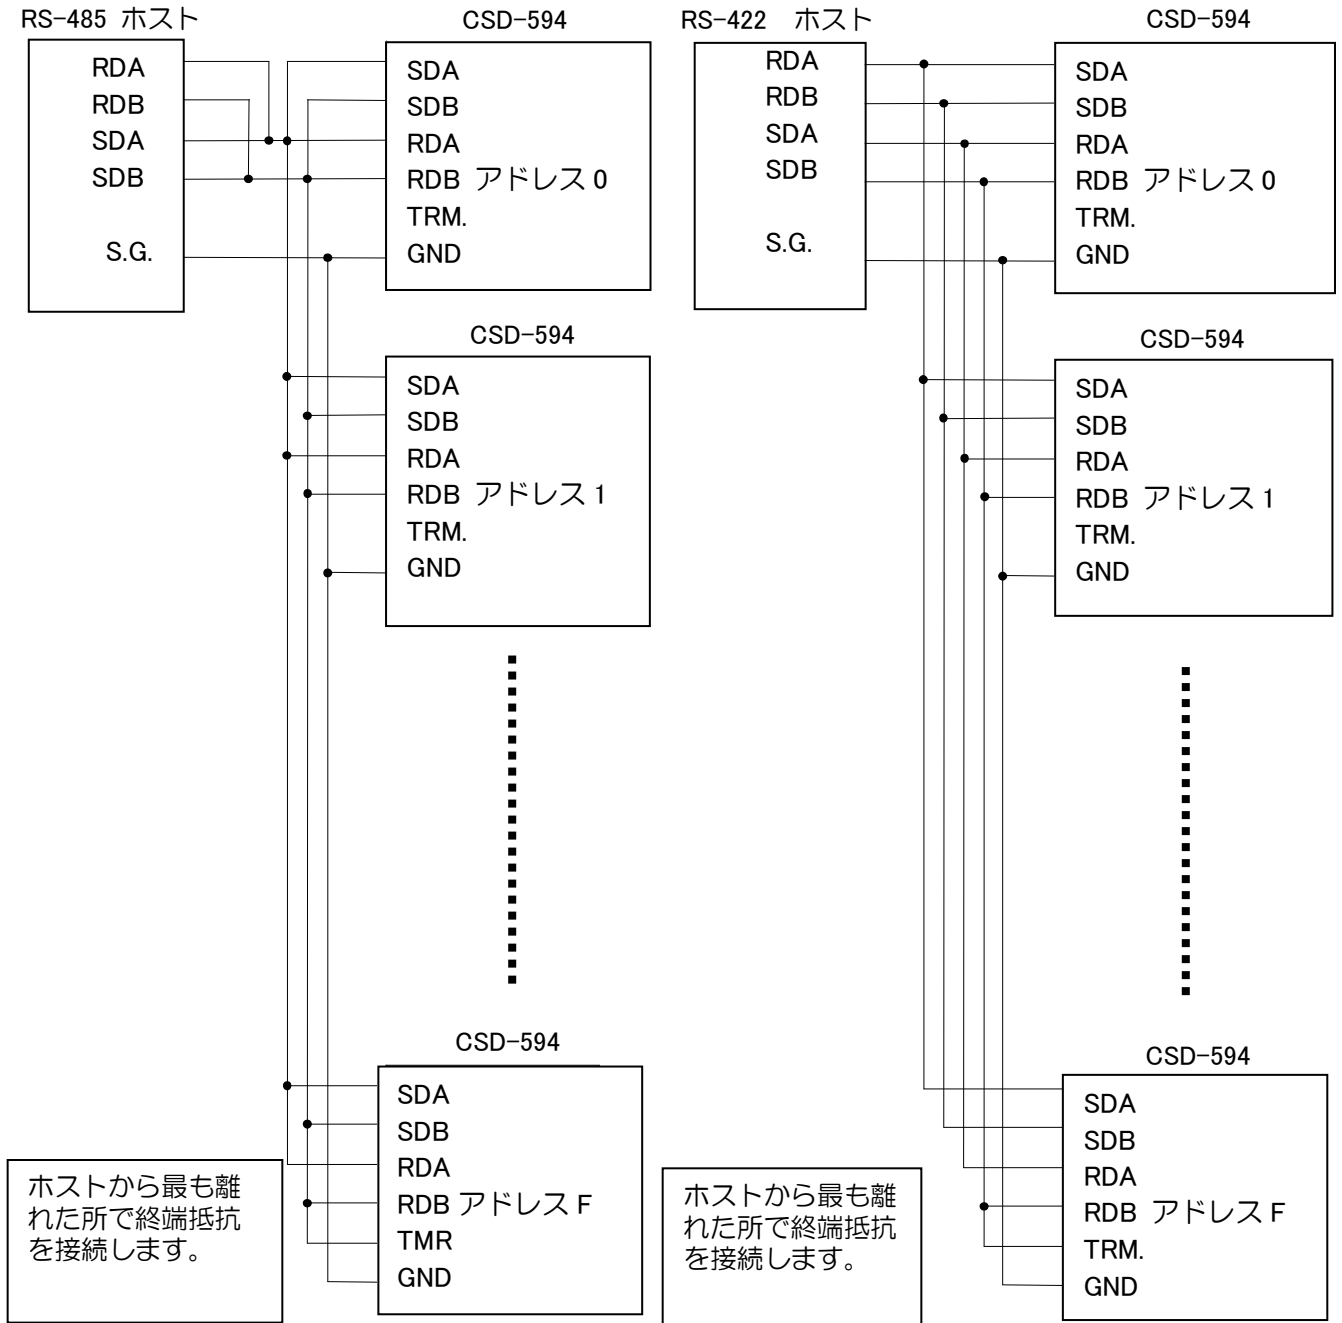 RS-485 ホスト
RDA
RDB
SDA
SDB
S.G.
CSD-594
SDA
SDB
RDA
RDB アドレス 0
TRM.
GND
CSD-594
SDA
SDB
RDA
RDB アドレス 1
TRM.
GND
CSD-594
SDA
SDB
RDA
RDB アドレス F
TMR
GND
ホストから最も離
れた所で終端抵抗
を接続します。
RS-422 ホスト
RDA
RDB
SDA
SDB
S.G.
CSD-594
SDA
SDB
RDA
RDB アドレス 0
TRM.
GND
CSD-594
SDA
SDB
RDA
RDB アドレス 1
TRM.
GND
CSD-594
SDA
SDB
RDA
RDB アドレス F
TRM.
GND
ホストから最も離
れた所で終端抵抗
を接続します。